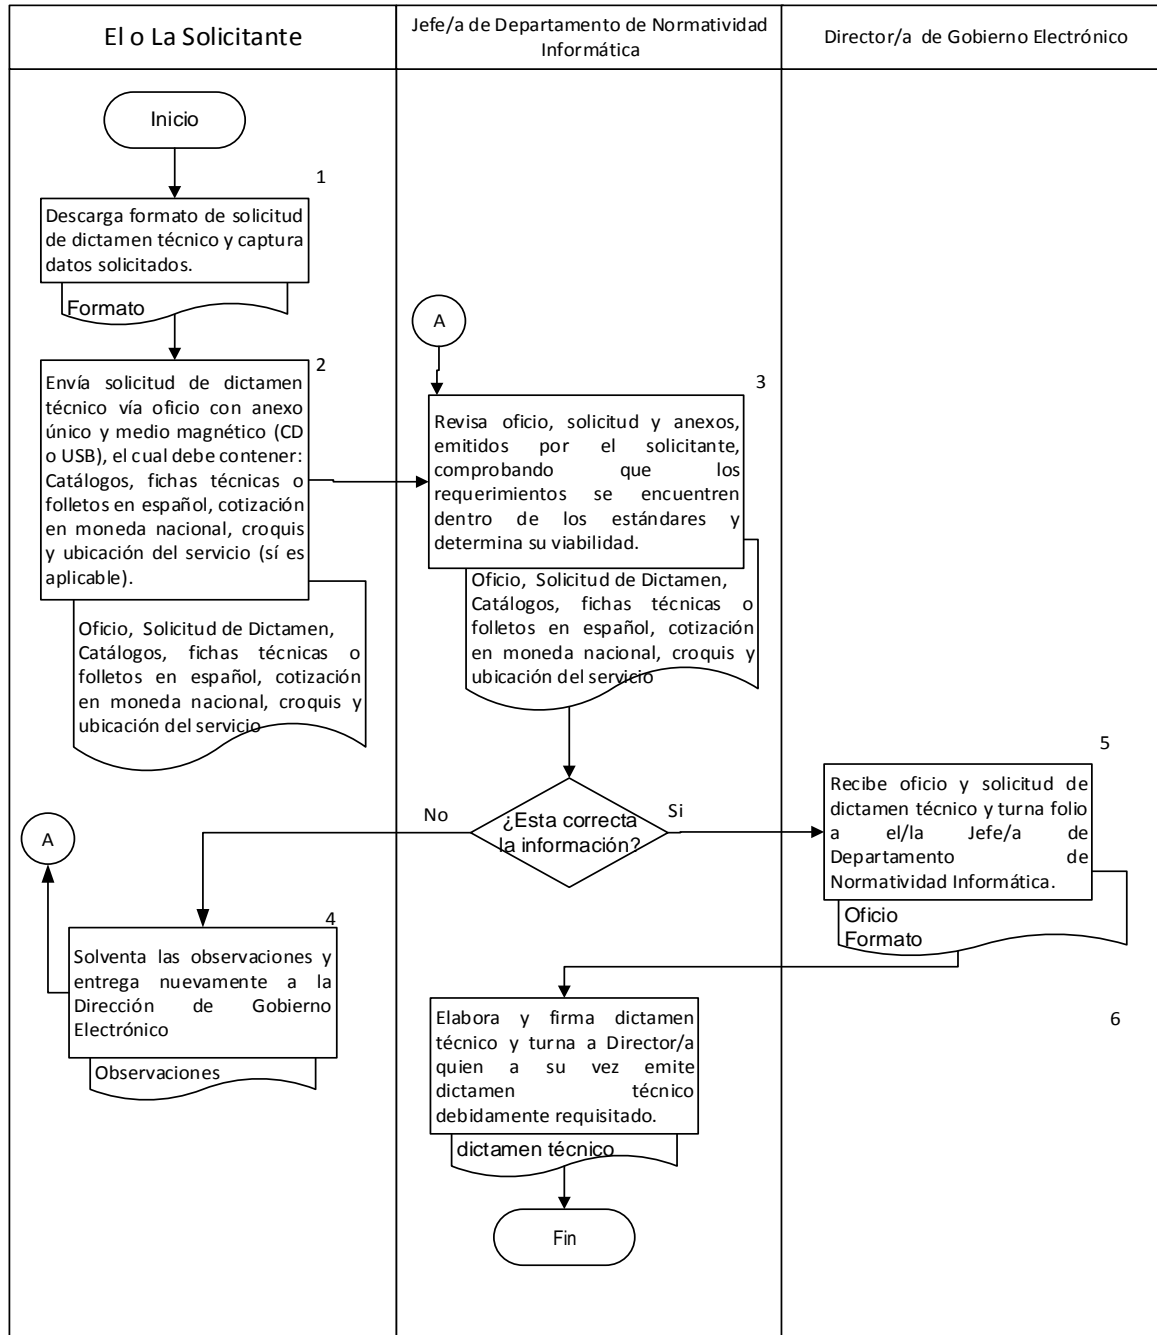 El o La Solicitante
Jefe/a de Departamento de Normatividad
Informática
Director/a de Gobierno Electrónico
Inicio
1
Descarga formato de solicitud
de dictamen técnico y captura
datos solicitados.
Formato
2
Envía solicitud de dictamen
técnico vía oficio con anexo
único y medio magnético (CD
o USB), el cual debe contener:
Catálogos, fichas técnicas o
folletos en español, cotización
en moneda nacional, croquis
y ubicación del servicio (sí es
aplicable).
Oficio, Solicitud de Dictamen,
Catálogos, fichas técnicas o
folletos en español, cotización
en moneda nacional, croquis y
ubicación del servicio
A
3
Revisa oficio, solicitud y anexos,
emitidos por el solicitante,
comprobando que los
requerimientos se encuentren
dentro de los estándares y
determina su viabilidad.
Oficio, Solicitud de Dictamen,
Catálogos, fichas técnicas o
folletos en español, cotización
en moneda nacional, croquis y
ubicación del servicio
¿Esta correcta
la información?
No
Si
A
4
Solventa las observaciones y
entrega nuevamente a la
Dirección de Gobierno
Electrónico
Observaciones
5
Recibe oficio y solicitud de
dictamen técnico y turna folio
a el/la Jefe/a de
Departamento de
Normatividad Informática.
Oficio
Formato
6
Elabora y firma dictamen
técnico y turna a Director/a
quien a su vez emite
dictamen técnico
debidamente requisitado.
dictamen técnico
Fin